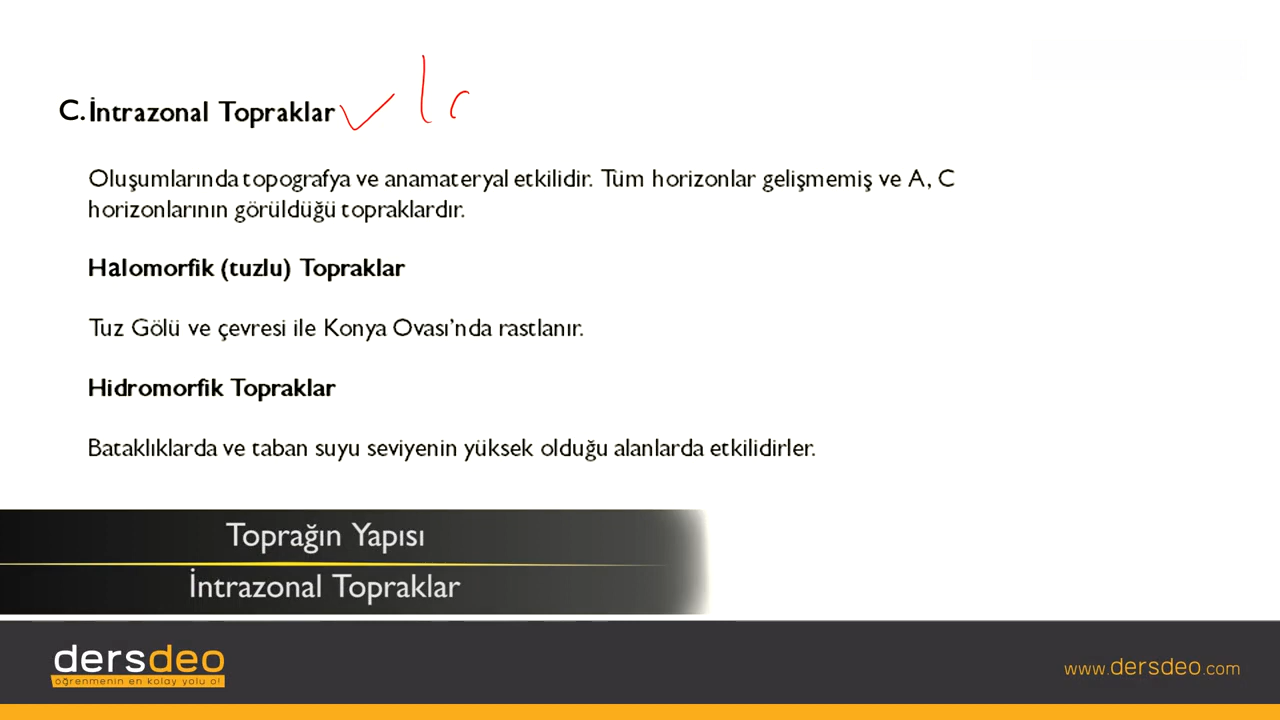 C. İntrazonal Topraklar
Oluşumlarında topografya ve anamateryal etkilidir. Tüm horizonlar gelişmemiş ve A, C
horizonlarının görüldüğü topraklardır.
Halomorfik (tuzlu) Topraklar
Tuz Gölü ve çevresi ile Konya Ovası’nda rastlanır.
Hidromorfik Topraklar
Bataklıklarda ve taban suyu seviyenin yüksek olduğu alanlarda etkilidirler.
Toprağın Yapısı
İntrazonal Topraklar
dersdeo
öğrenmenin en kolay yolu o!
www.dersdeo.com